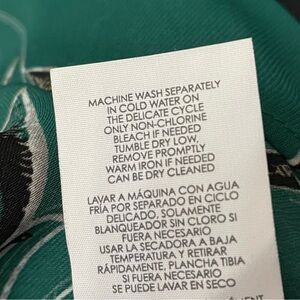 MACHINE WASH SEPARATELY
IN COLD WATER ON
THE DELICATE CYCLE
ONLY NON-CHLORINE
BLEACH IF NEEDED
TUMBLE DRY LOW,
REMOVE PROMPTLY
WARM IRON IF NEEDED
CAN BE DRY CLEANED
LAVAR A MÁQUINA CON AGUA
FRÍA POR SEPARADO EN CICLO
DELICADO, SOLAMENTE
BLANQUEADOR SIN CLORO SI
FUERA NECESARIO
USAR LA SECADORA A BAJA
TEMPERATURA Y RETIRAR
RÁPIDAMENTE, PLANCHA TIBIA
SI FUERA NECESARIO
SE PUEDE LAVAR EN SECO